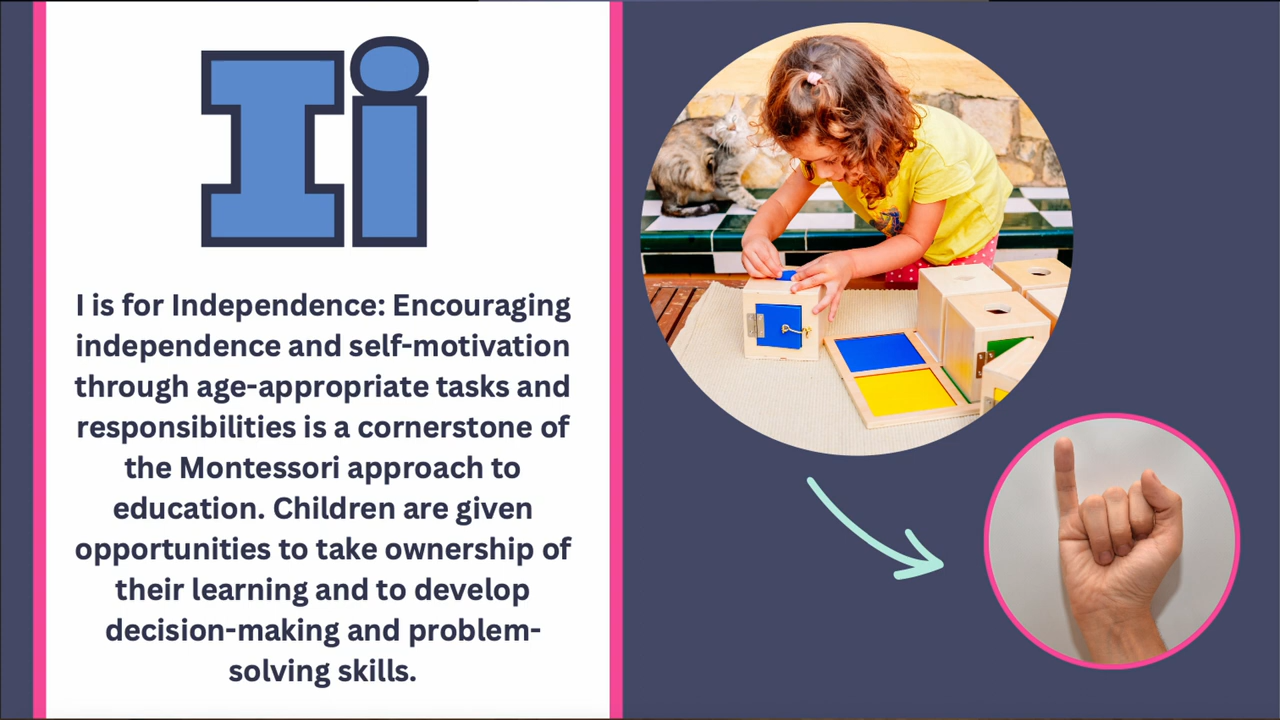 Ii
I is for Independence: Encouraging
independence and self-motivation
through age-appropriate tasks and
responsibilities is a cornerstone of
the Montessori approach to
education. Children are given
opportunities to take ownership of
their learning and to develop
decision-making and problem-
solving skills.